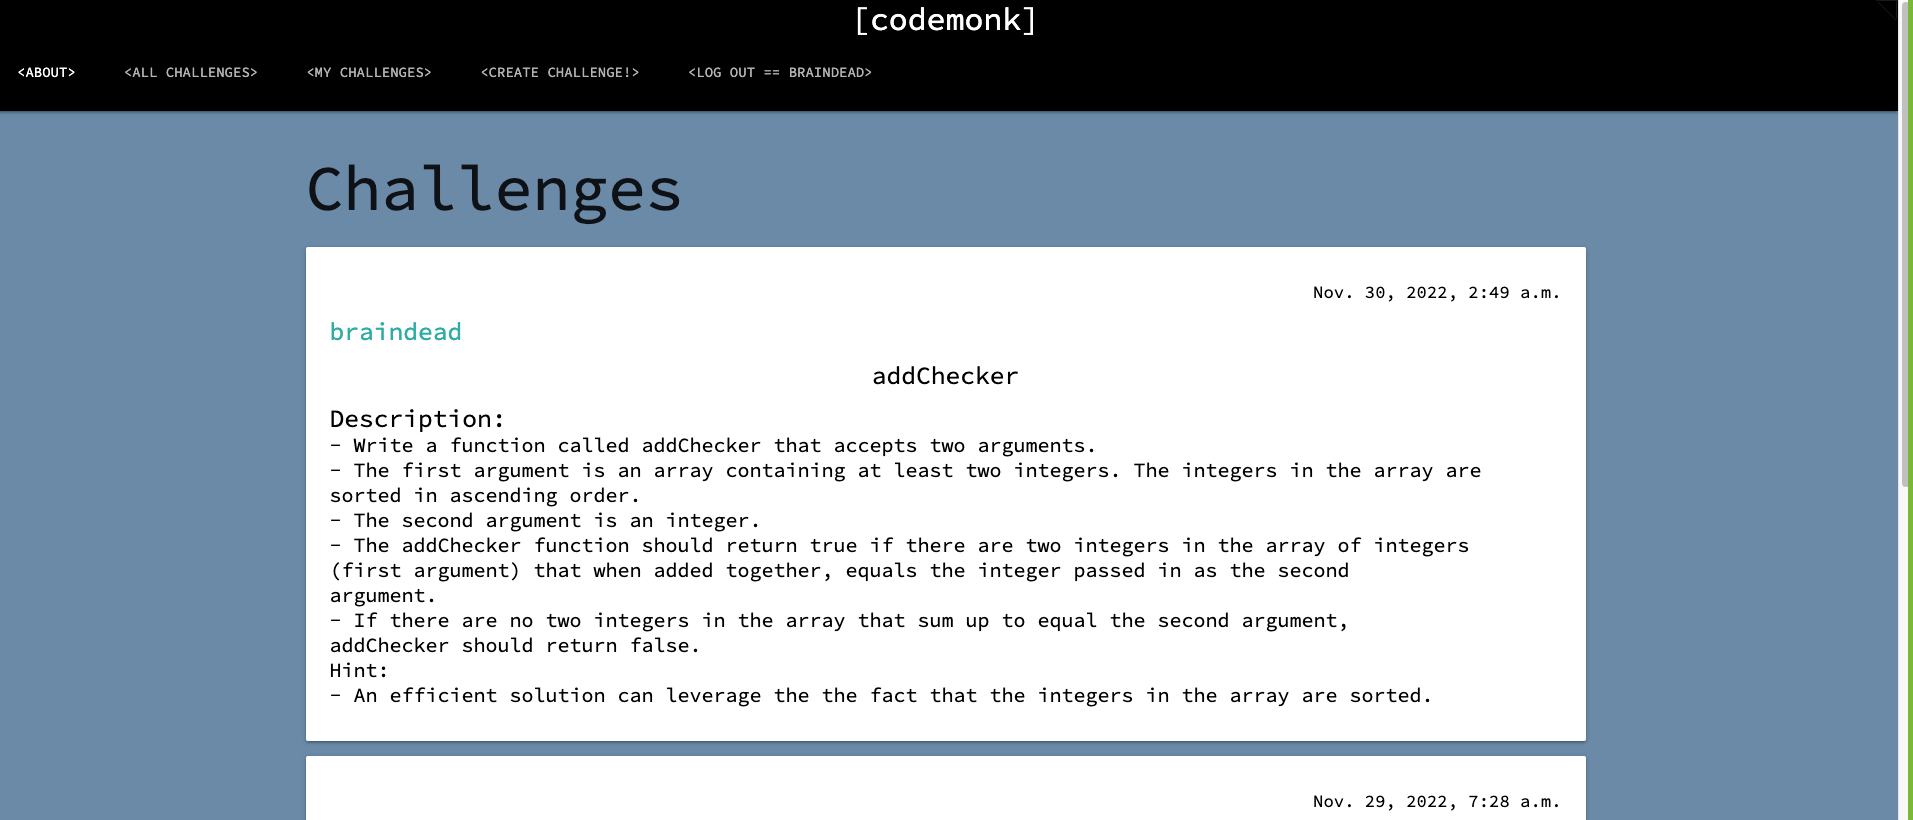 [codemonk]
<ABOUT> <ALL CHALLENGES> <MY CHALLENGES> <CREATE CHALLENGE!> <LOG OUT == BRAINDEAD>
Challenges
Nov. 30, 2022, 2:49 a.m.
braindead
addChecker
Description:
- Write a function called addChecker that accepts two arguments.
- The first argument is an array containing at least two integers. The integers in the array are
sorted in ascending order.
- The second argument is an integer.
- The addChecker function should return true if there are two integers in the array of integers
(first argument) that when added together, equals the integer passed in as the second
argument.
- If there are no two integers in the array that sum up to equal the second argument,
addChecker should return false.
Hint:
- An efficient solution can leverage the the fact that the integers in the array are sorted.
Nov. 29, 2022, 7:28 a.m.